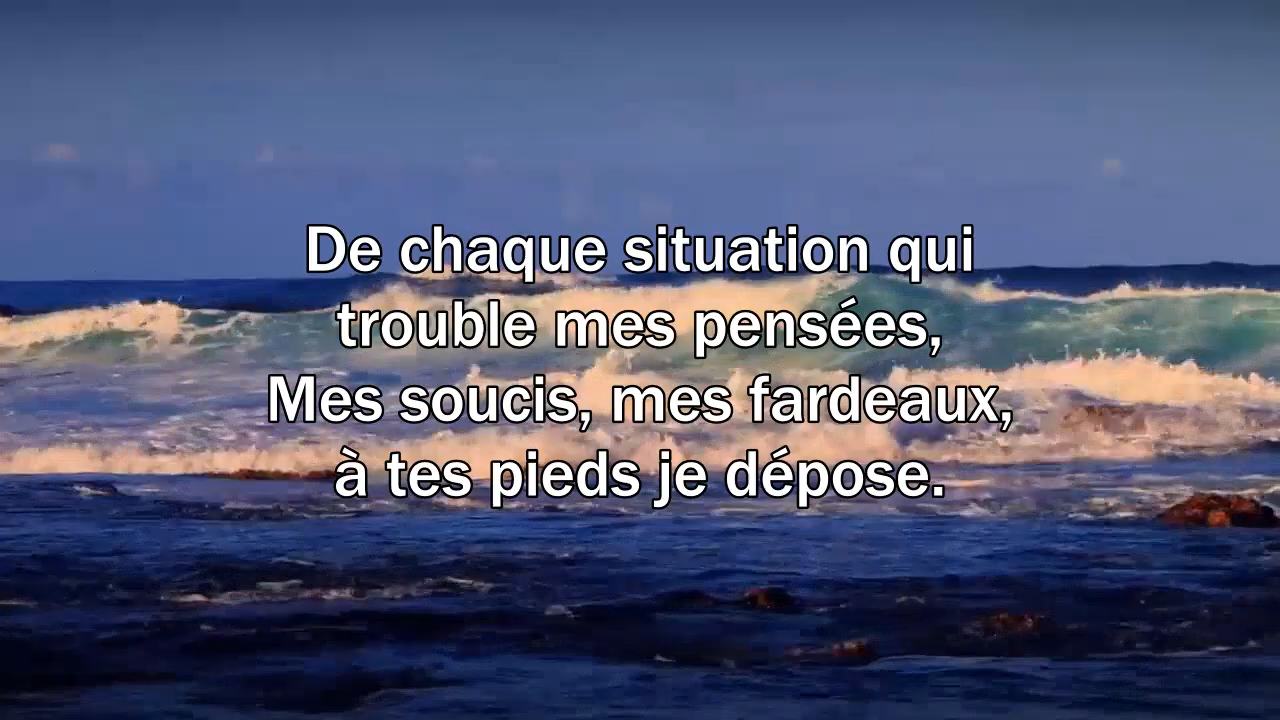 De chaque situation qui
trouble mes pensées,
Mes soucis, mes fardeaux,
à tes pieds je dépose.